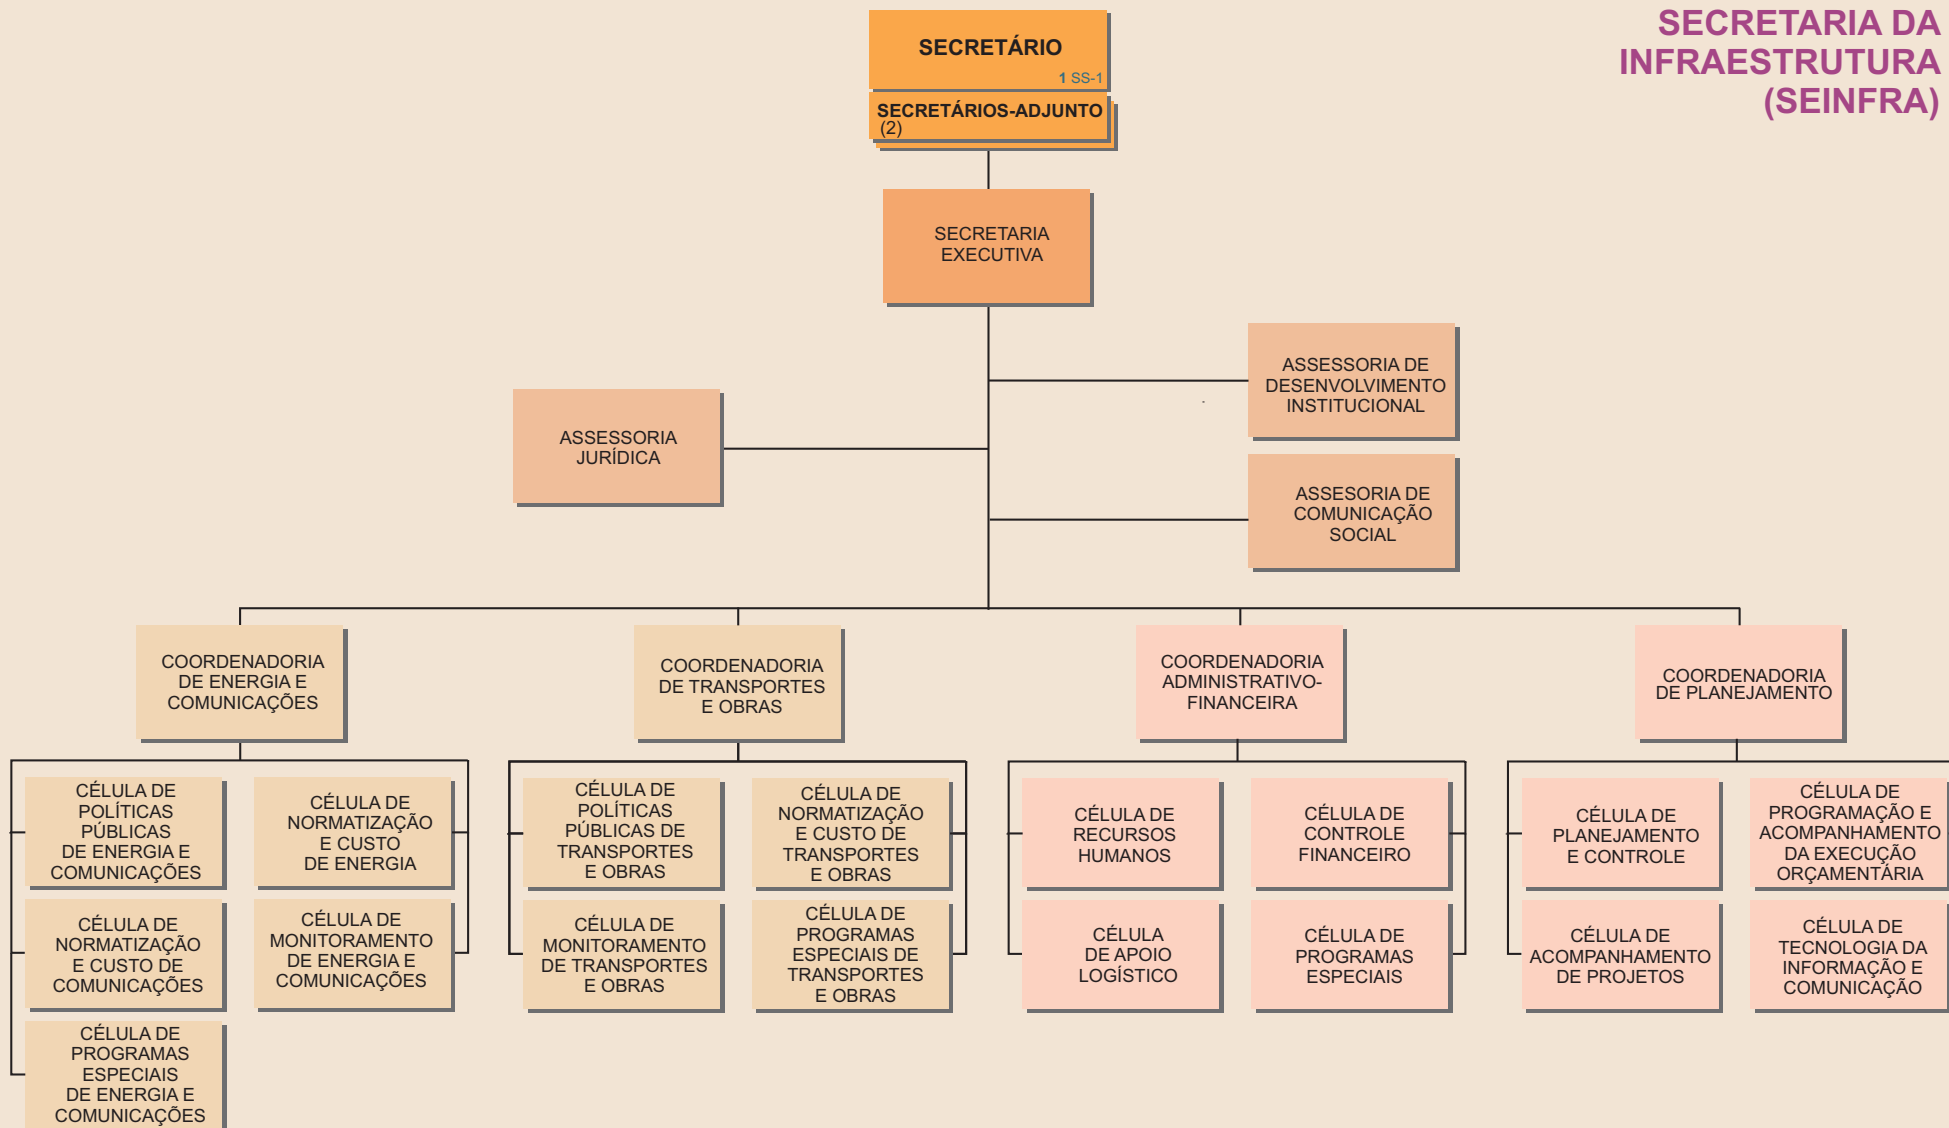 SECRETARIA DA
INFRAESTRUTURA
(SEINFRA)
SECRETÁRIO
1 SS-1
SECRETÁRIOS-ADJUNTO
(2)
SECRETARIA
EXECUTIVA
ASSESSORIA DE
DESENVOLVIMENTO
INSTITUCIONAL
ASSESSORIA
JURÍDICA
ASSESORIA DE
COMUNICAÇÃO
SOCIAL
COORDENADORIA
DE ENERGIA E
COMUNICAÇÕES
COORDENADORIA
DE TRANSPORTES
E OBRAS
COORDENADORIA
ADMINISTRATIVO-
FINANCEIRA
COORDENADORIA
DE PLANEJAMENTO
CÉLULA DE
POLÍTICAS
PÚBLICAS
DE ENERGIA E
COMUNICAÇÕES
CÉLULA DE
NORMATIZAÇÃO
E CUSTO
DE ENERGIA
CÉLULA DE
NORMATIZAÇÃO
E CUSTO DE
COMUNICAÇÕES
CÉLULA DE
MONITORAMENTO
DE ENERGIA E
COMUNICAÇÕES
CÉLULA DE
PROGRAMAS
ESPECIAIS
DE ENERGIA E
COMUNICAÇÕES
CÉLULA DE
POLÍTICAS
PÚBLICAS DE
TRANSPORTES
E OBRAS
CÉLULA DE
NORMATIZAÇÃO
E CUSTO DE
TRANSPORTES
E OBRAS
CÉLULA DE
MONITORAMENTO
DE TRANSPORTES
E OBRAS
CÉLULA DE
PROGRAMAS
ESPECIAIS DE
TRANSPORTES
E OBRAS
CÉLULA DE
RECURSOS
HUMANOS
CÉLULA DE
CONTROLE
FINANCEIRO
CÉLULA
DE APOIO
LOGÍSTICO
CÉLULA DE
PROGRAMAS
ESPECIAIS
CÉLULA DE
PLANEJAMENTO
E CONTROLE
CÉLULA DE
PROGRAMAÇÃO E
ACOMPANHAMENTO
DA EXECUÇÃO
ORÇAMENTÁRIA
CÉLULA DE
ACOMPANHAMENTO
DE PROJETOS
CÉLULA DE
TECNOLOGIA DA
INFORMAÇÃO E
COMUNICAÇÃO